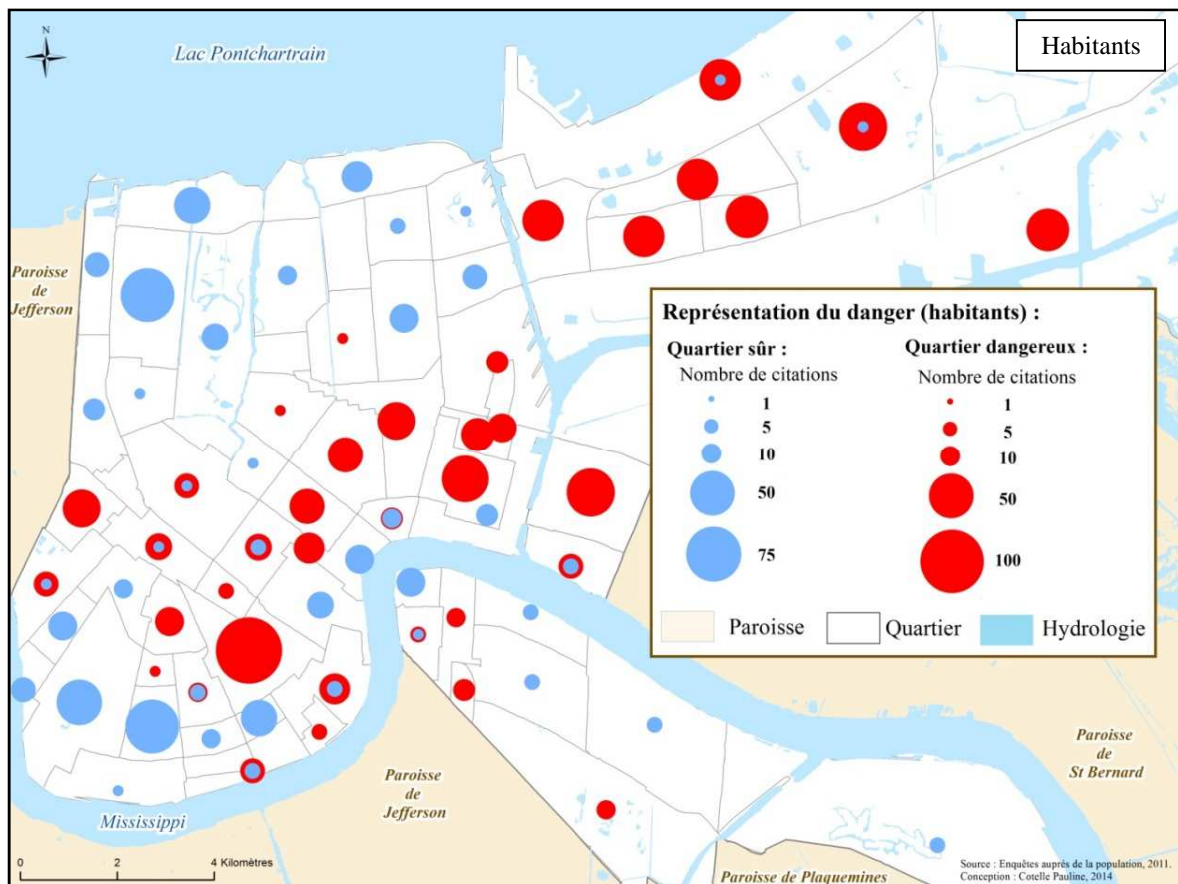 N
Lac Pontchartrain
Habitants
Paroisse
de
Jefferson
Représentation du danger (habitants) :
Quartier sûr :
Nombre de citations
1
5
10
50
75
Quartier dangereux :
Nombre de citations
1
5
10
50
100
Paroisse
Quartier
Hydrologie
Paroisse
de
Jefferson
Paroisse
de
St Bernard
Mississippi
0 2 4 Kilomètres
Paroisse de Plaquemines
Source : Enquêtes auprès de la population, 2011.
Conception : Cotelle Pauline, 2014